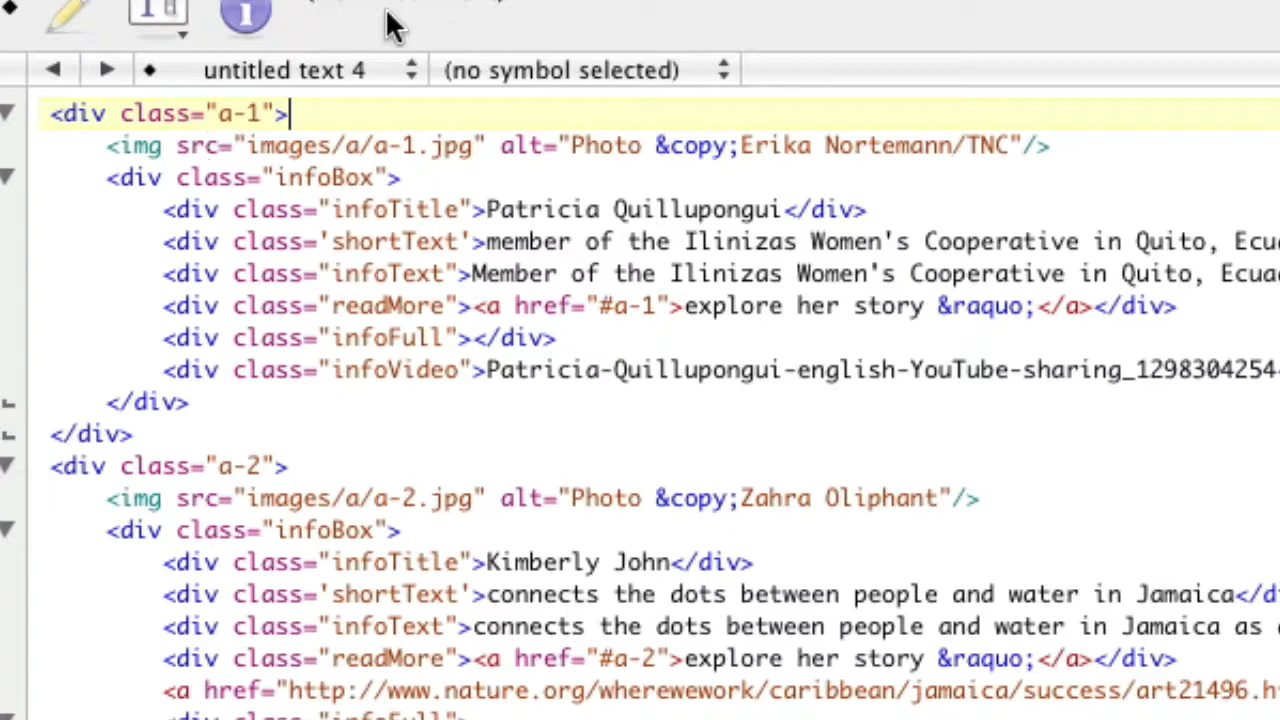 untitled text 4 (no symbol selected)
<div class="a-1">
<img src="images/a/a-1.jpg" alt="Photo &copy;Erika Nortemann/TNC"/>
<div class="infoBox">
<div class="infoTitle">Patricia Quillupongui</div>
<div class='shortText'>member of the Ilinizas Women's Cooperative in Quito, Ecu
<div class="infoText">Member of the Ilinizas Women's Cooperative in Quito, Ecua
<div class="readMore"><a href="#a-1">explore her story &raquo;</a></div>
<div class="infoFull"></div>
<div class="infoVideo">Patricia-Quillupongui-english-YouTube-sharing_1298304254
</div>
</div>
<div class="a-2">
<img src="images/a/a-2.jpg" alt="Photo &copy;Zahra Oliphant"/>
<div class="infoBox">
<div class="infoTitle">Kimberly John</div>
<div class='shortText'>connects the dots between people and water in Jamaica</d
<div class="infoText">connects the dots between people and water in Jamaica as
<div class="readMore"><a href="#a-2">explore her story &raquo;</a></div>
<a href="http://www.nature.org/wherewework/caribbean/jamaica/success/art21496.h